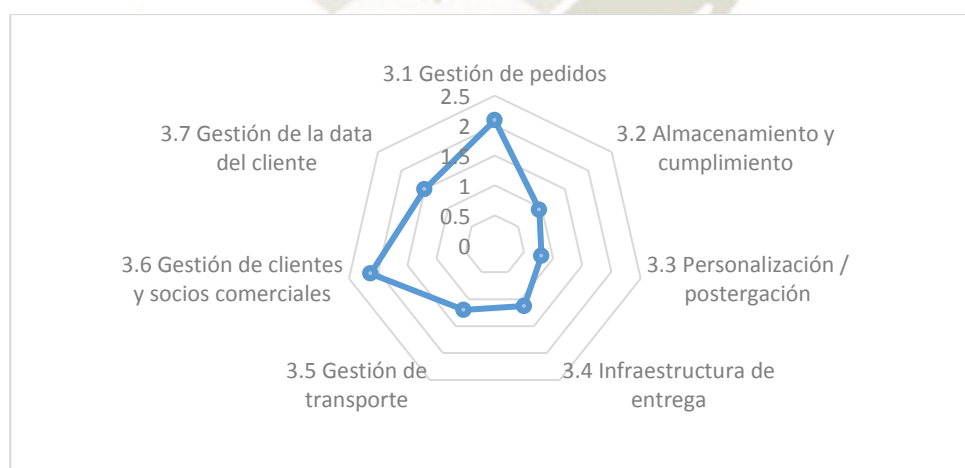 3.1 Gestión de pedidos
2.5
2
1.5
1
0.5
0
3.2 Almacenamiento y
cumplimiento
3.3 Personalización /
postergación
3.4 Infraestructura de
entrega
3.5 Gestión de
transporte
3.6 Gestión de clientes
y socios comerciales
3.7 Gestión de la data
del cliente